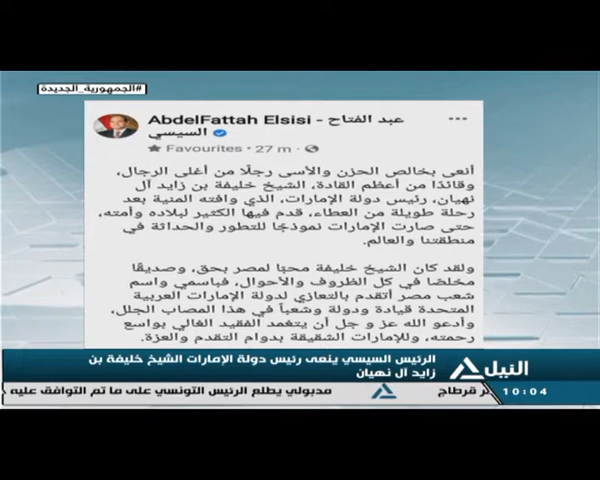 #الجمهورية_الجديدة
AbdelFattah Elsisi - عبد الفتاح
السيسي
Favourites · 27 m ·
أنعى بخالص الحزن والأسى رجلًا من أغلى الرجال،
وقائدًا من أعظم القادة، الشيخ خليفة بن زايد آل
نهيان، رئيس دولة الإمارات، الذي وافته المنية بعد
رحلة طويلة من العطاء، قدم فيها الكثير لبلاده وأمته،
حتى صارت الإمارات نموذجًا للتطور والحداثة في
منطقتنا والعالم.
ولقد كان الشيخ خليفة محبًا لمصر بحق، وصديقًا
مخلصًا في كل الظروف والأحوال، فباسمي واسم
شعب مصر أتقدم بالتعازي لدولة الإمارات العربية
المتحدة قيادة ودولة وشعباً في هذا المصاب الجلل،
وأدعو الله عز و جل أن يتغمد الفقيد الغالي بواسع
رحمته، وللإمارات الشقيقة بدوام التقدم والعزة.
الرئيس السيسي ينعى رئيس دولة الإمارات الشيخ خليفة بن
زايد آل نهيان
النيل
10:04
ر قرطاج
مدبولي يطلع الرئيس التونسي على ما تم التوافق عليه